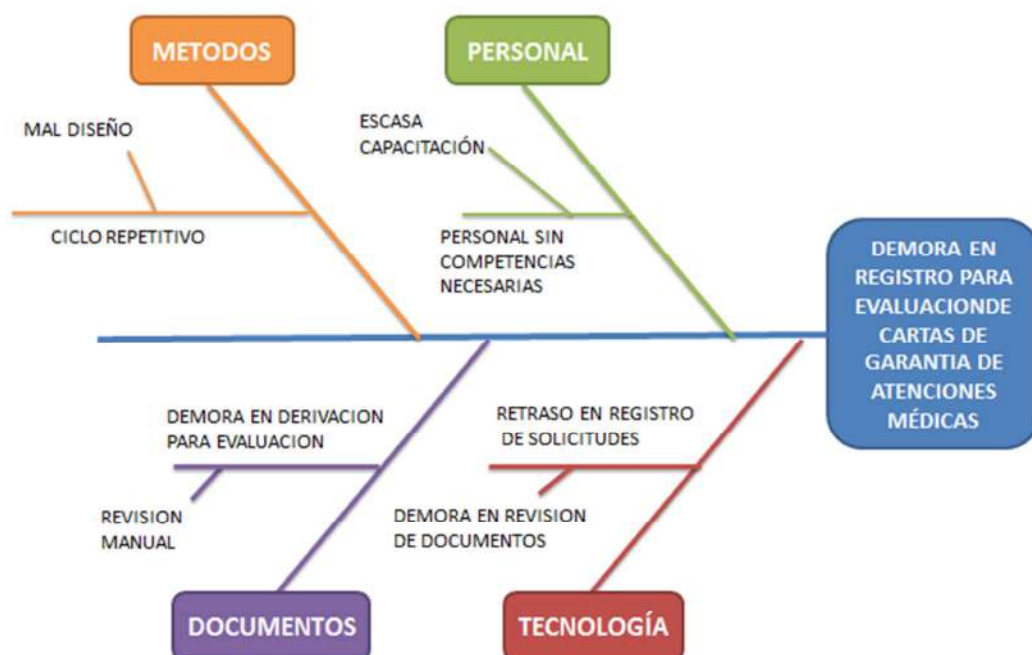 METODOS
PERSONAL
MAL DISEÑO
CICLO REPETITIVO
ESCASA
CAPACITACIÓN
PERSONAL SIN
COMPETENCIAS
NECESARIAS
DEMORA EN
REGISTRO PARA
EVALUACIONDE
CARTAS DE
GARANTIA DE
ATENCIONES
MÉDICAS
DEMORA EN DERIVACION
PARA EVALUACION
REVISION
MANUAL
RETRASO EN REGISTRO
DE SOLICITUDES
DEMORA EN REVISION
DE DOCUMENTOS
DOCUMENTOS
TECNOLOGÍA